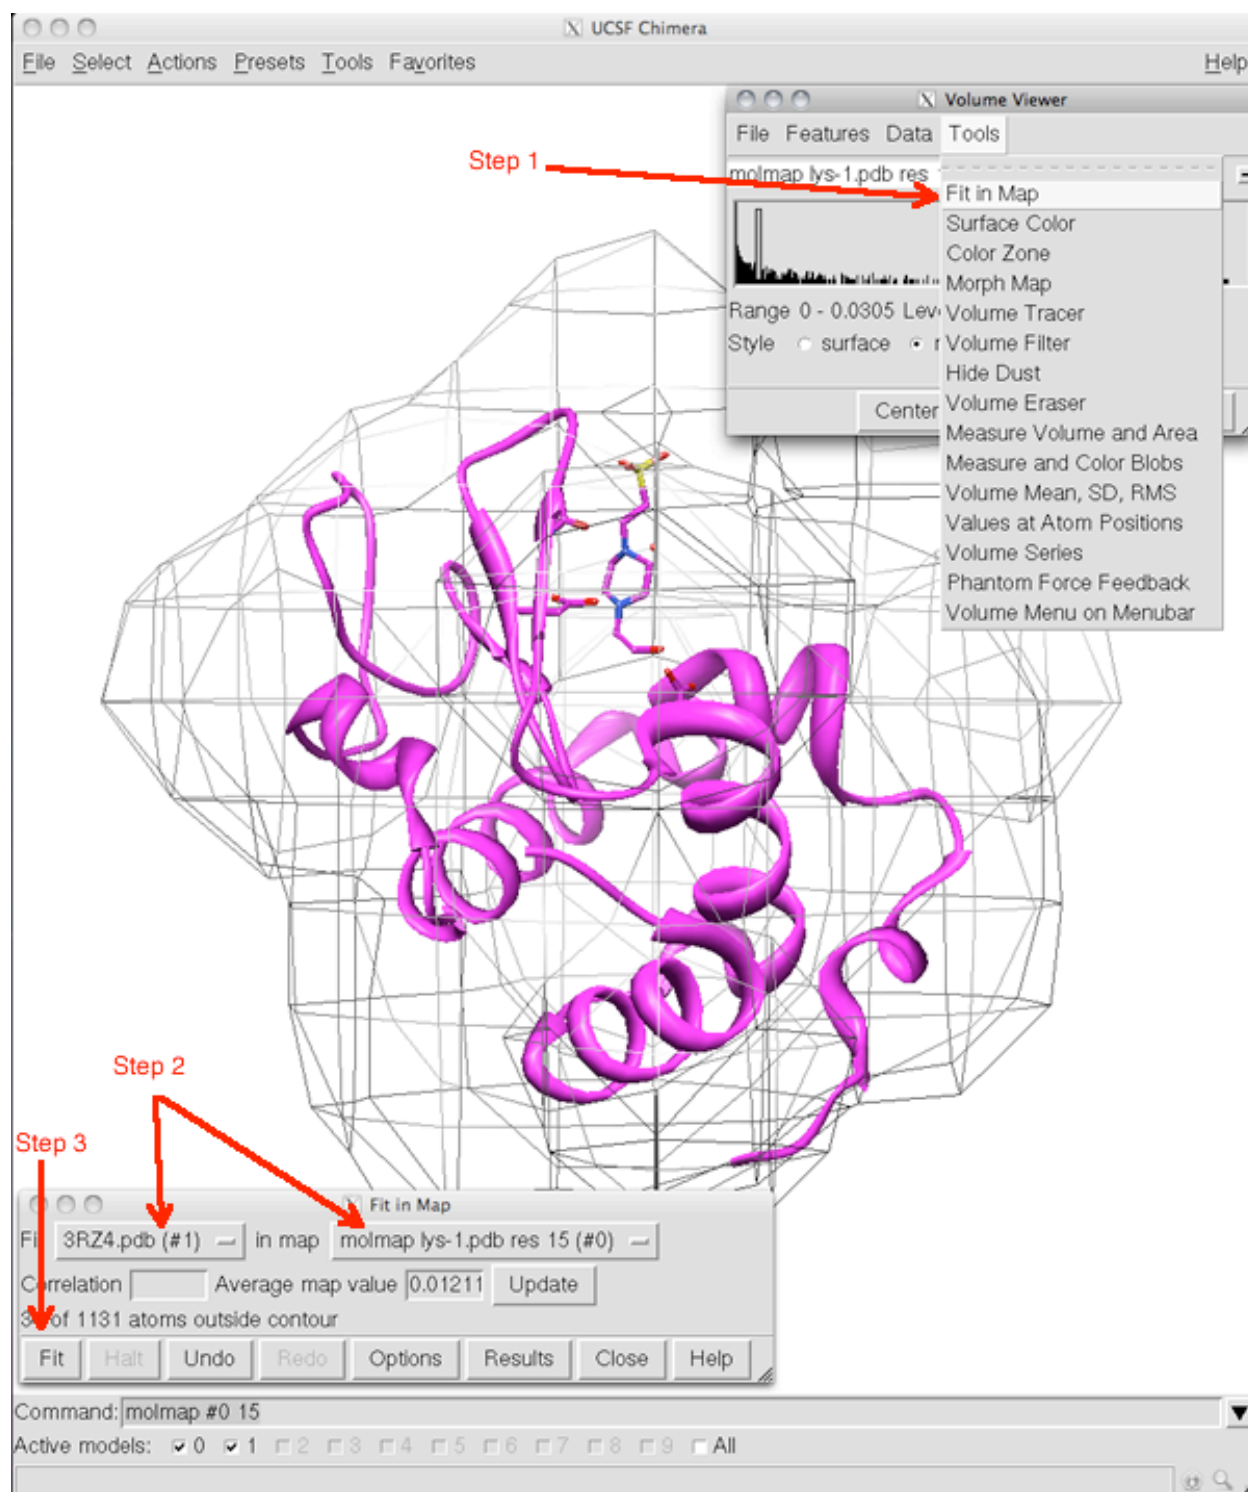 UCSF Chimera
File Select Actions Presets Tools Favorites Help
Volume Viewer
File Features Data Tools
Step 1
molmap lys-1.pdb res
Fit in Map
Surface Color
Color Zone
Morph Map
Range 0 - 0.0305
Volume Tracer
Style surface
Volume Filter
Hide Dust
Center
Volume Eraser
Measure Volume and Area
Measure and Color Blobs
Volume Mean, SD, RMS
Values at Atom Positions
Volume Series
Phantom Force Feedback
Volume Menu on Menubar
Step 2
Step 3
Fit in Map
3RZ4.pdb (#1) in map molmap lys-1.pdb res 15 (#0)
Correlation Average map value 0.01211 Update
of 1131 atoms outside contour
Fit Halt Undo Redo Options Results Close Help
Command: molmap #0 15
Active models: 0 1 2 3 4 5 6 7 8 9 All